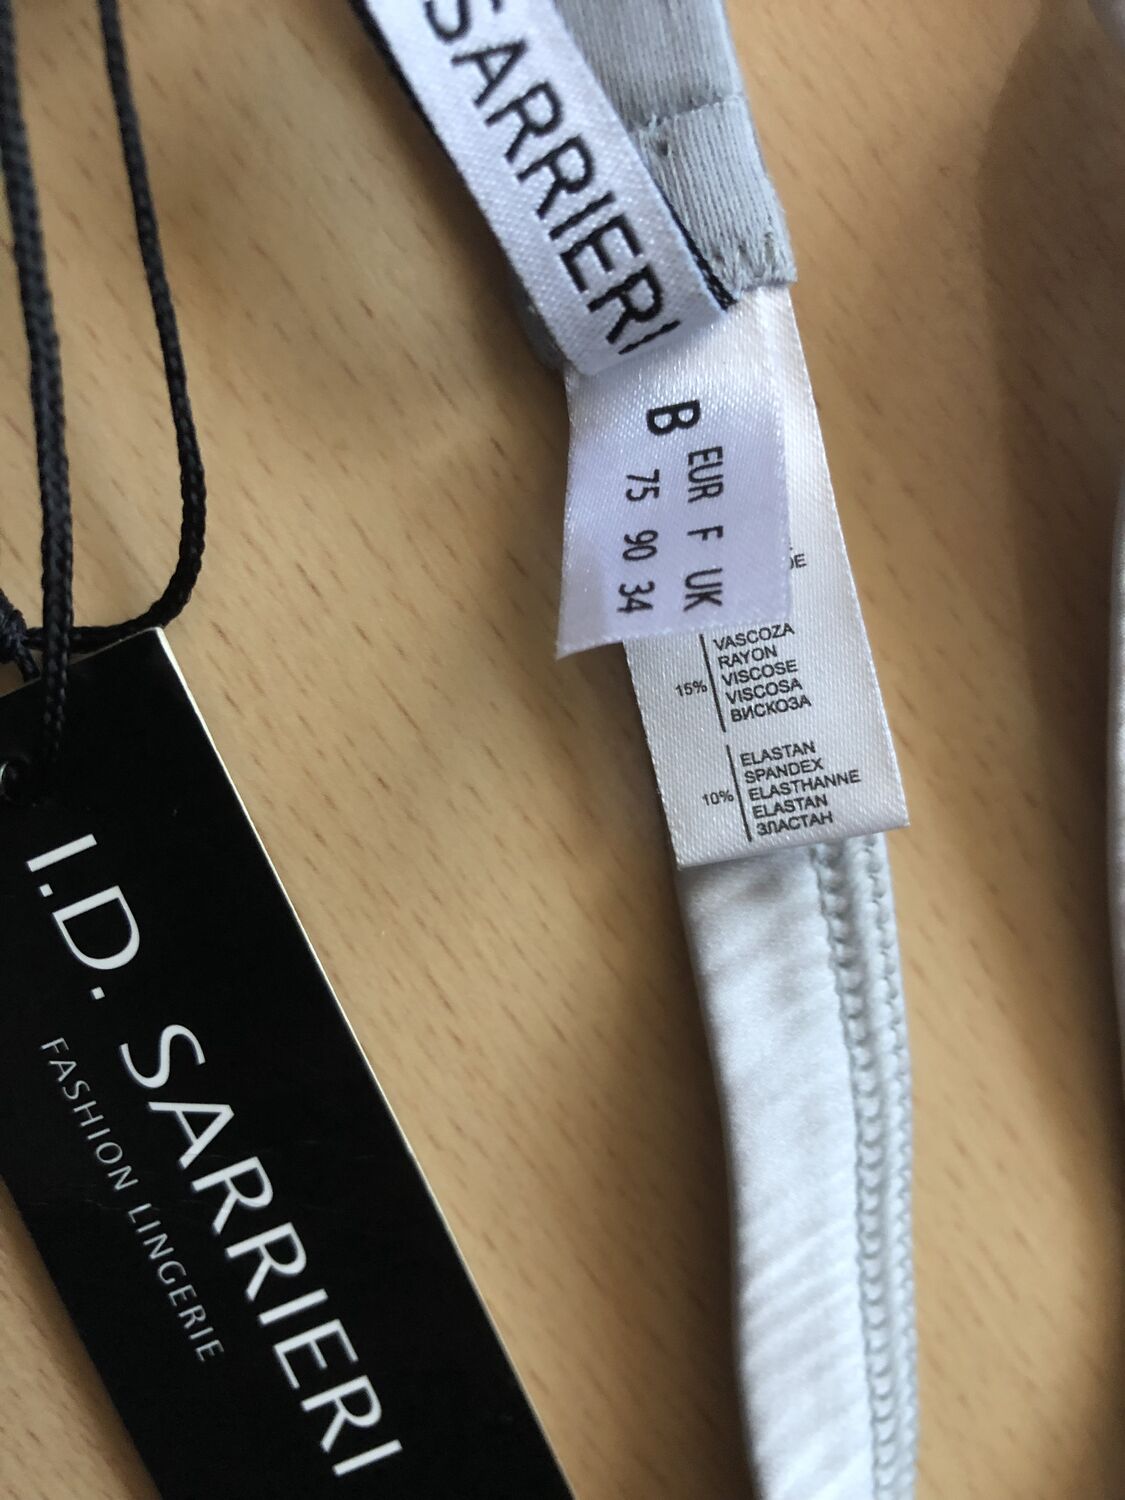 SARRIERI
B
EUR F UK
75 90 34
VASCOZA
RAYON
15% VISCOSE
VISCOSA
ВИСКОЗА
ELASTAN
SPANDEX
10% ELASTHANNE
ELASTAN
ЗЛАСТАН
I.D. SARRIERI
FASHION LINGERIE